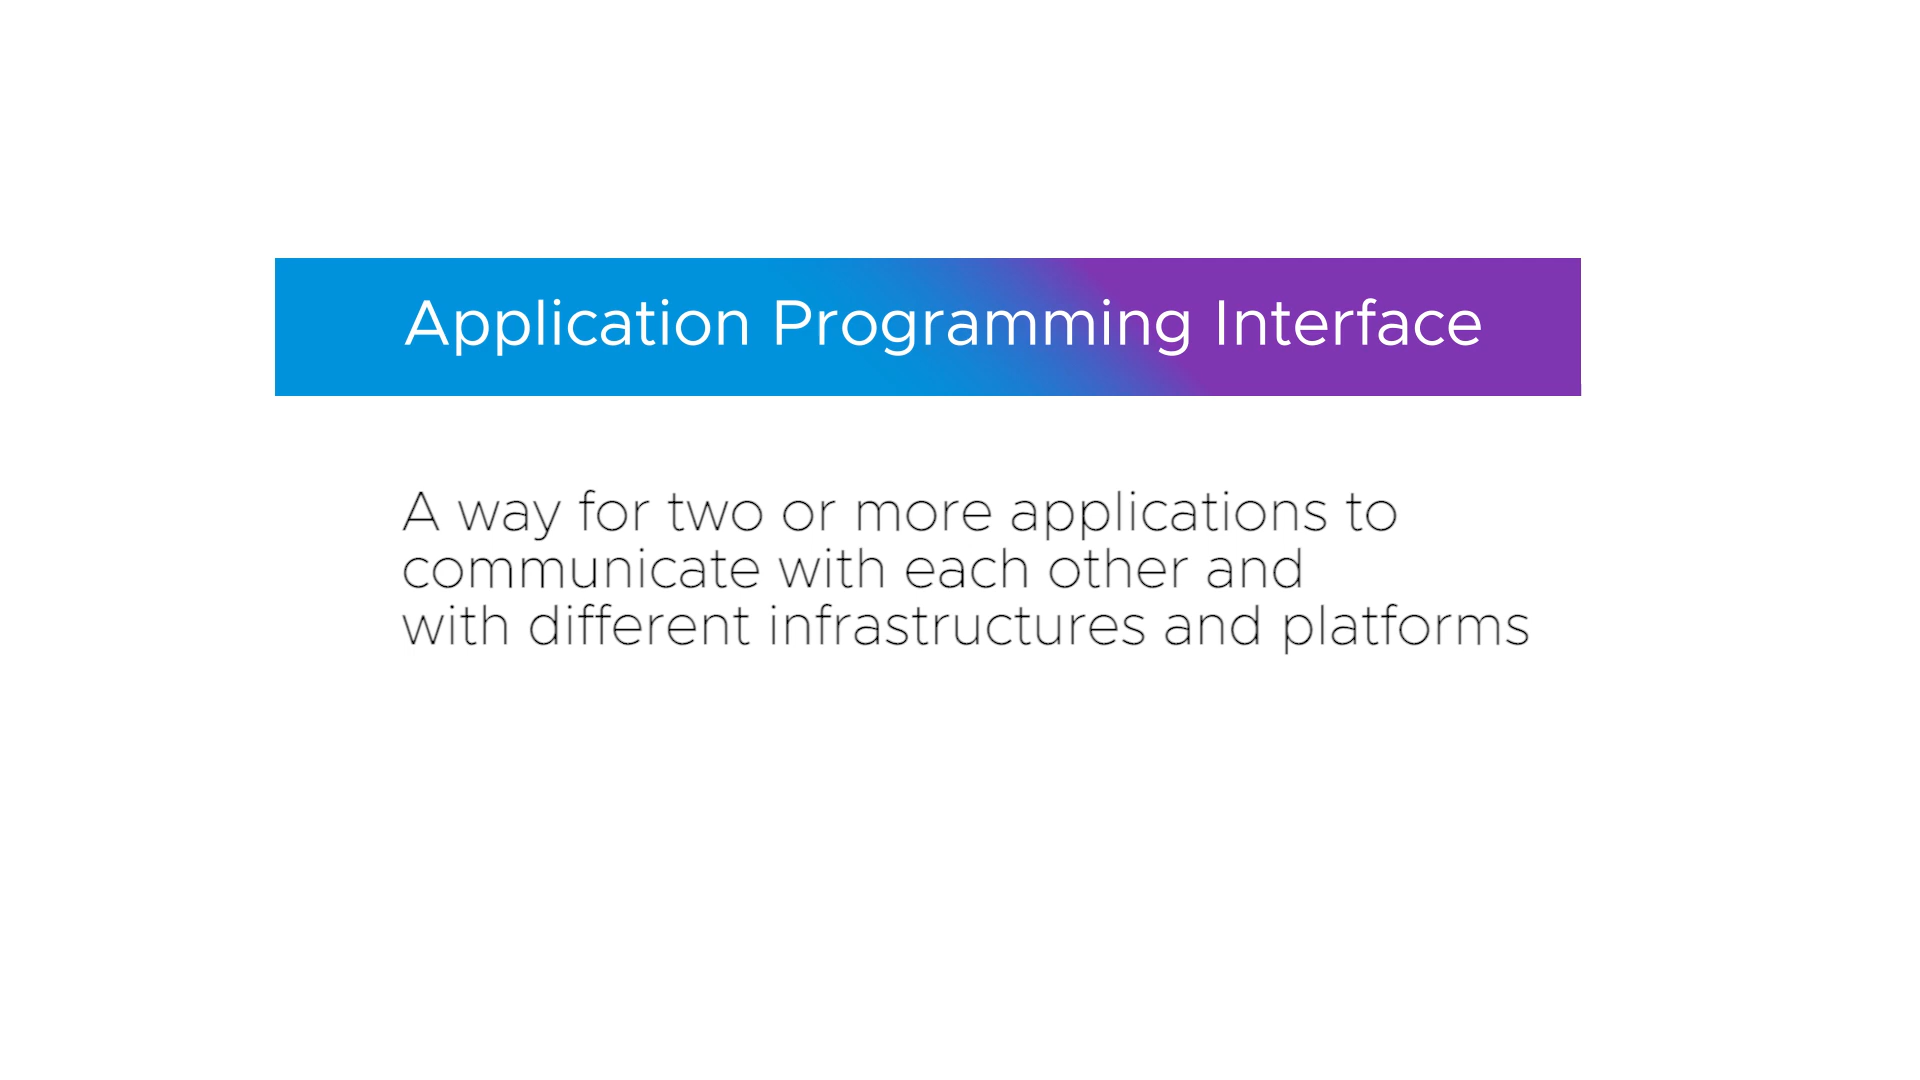 Application Programming Interface
A way for two or more applications to
communicate with each other and
with different infrastructures and platforms